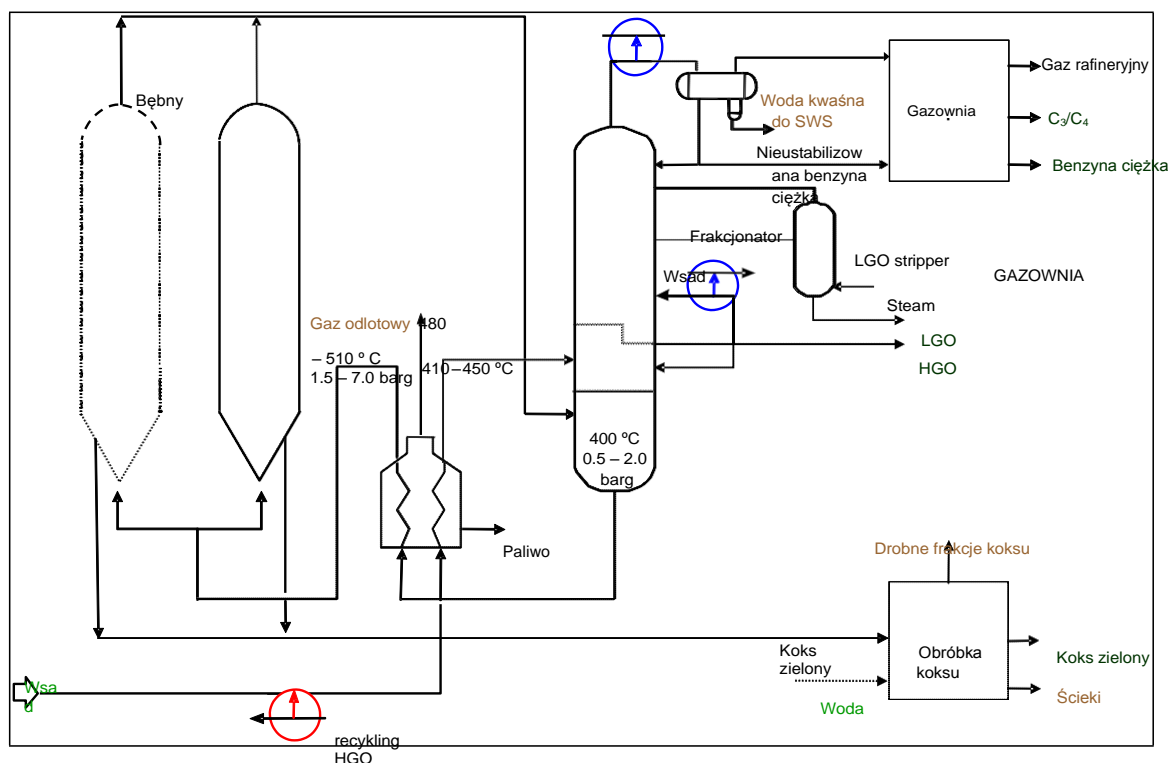 Bębny
Woda kwaśna
do SWS
Gazownia
Gaz rafineryjny
C₃/C₄
Benzyna ciężka
Nieustabilizow
ana benzyna
ciężka
Frakcjonator
Wsad
LGO stripper
GAZOWNIA
Steam
LGO
HGO
Gaz odlotowy 480
– 510 º C
1.5 – 7.0 barg
410–450 ºC
400 ºC
0.5 – 2.0
barg
Paliwo
Drobne frakcje koksu
Obróbka
koksu
Koks
zielony
Woda
Koks zielony
Ścieki
Wsa
d
recykling
HGO